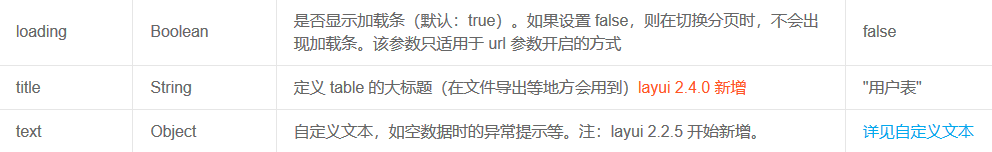 loading Boolean 是否显示加载条（默认：true）。如果设置 false，则在切换分页时，不会出 false
现加载条。该参数只适用于 url 参数开启的方式
title String 定义 table 的大标题（在文件导出等地方会用到）layui 2.4.0 新增 "用户表"
text Object 自定义文本，如空数据时的异常提示等。注：layui 2.2.5 开始新增。 详见自定义文本